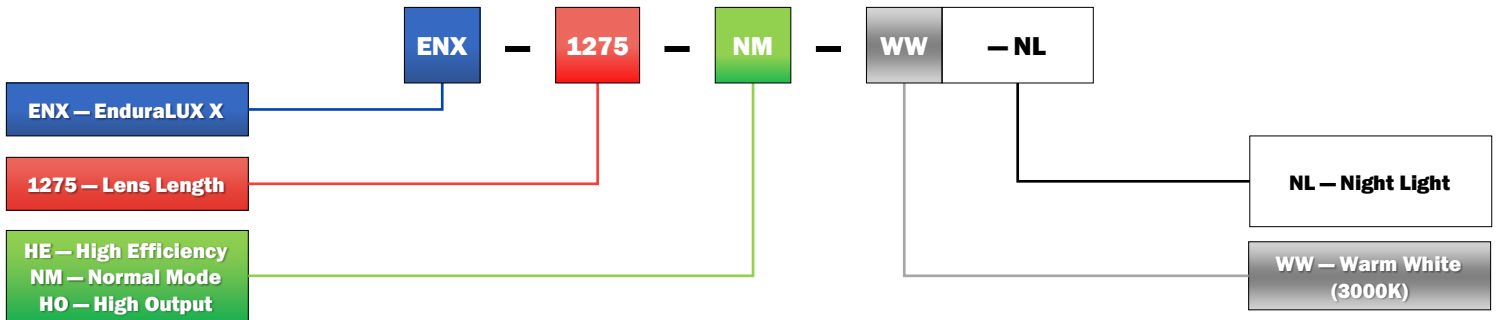 ENX — 1275 — NM — WW — NL
ENX — EnduraLUX X
1275 — Lens Length
HE — High Efficiency
NM — Normal Mode
HO — High Output
NL — Night Light
WW — Warm White
(3000K)